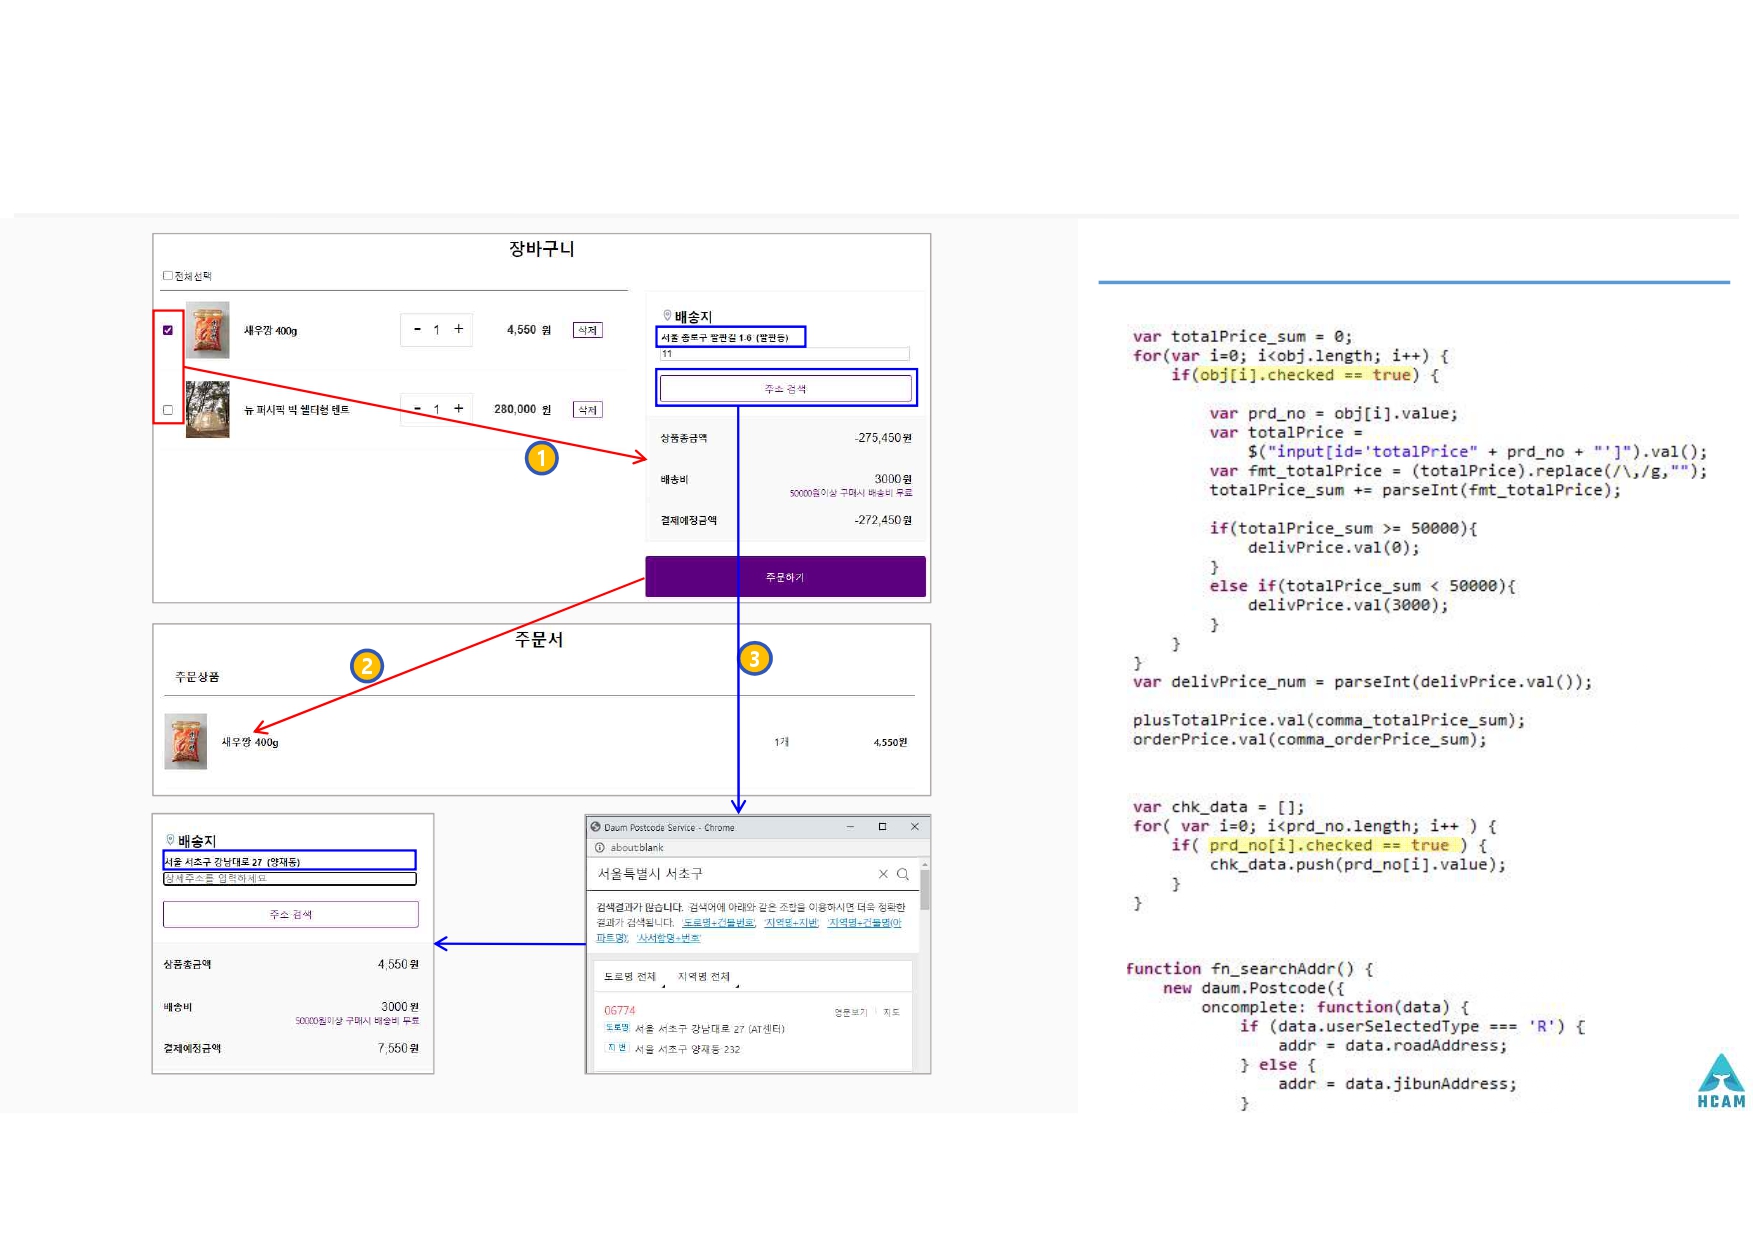 장바구니
전체선택
새우깡 400g
- 1 +
4,550 원
삭제
뉴 퍼시픽 빅 쉘터형 텐트
- 1 +
280,000 원
삭제
배송지
서울 종로구 팔판길 1-6 (팔판동)
11
주소 검색
상품총금액
-275,450원
배송비
3000원
50000원이상 구매시 배송비 무료
결제예정금액
-272,450원
주문하기
1
2
3
주문서
주문상품
새우깡 400g
1개
4,550원
배송지
서울 서초구 강남대로 27 (양재동)
상세주소를 입력하세요
주소 검색
상품총금액
4,550원
배송비
3000원
50000원이상 구매시 배송비 무료
결제예정금액
7,550원
Daum Postcode Service - Chrome
about:blank
서울특별시 서초구
검색결과가 많습니다. 검색어에 아래와 같은 조합을 이용하시면 더욱 정확한
결과가 검색됩니다. '도로명+건물번호', '지역명+지번', '지역명+건물명(아
파트명)', '사서함명+번호'
도로명 전체
지역명 전체
06774
영문보기
지도
도로명 서울 서초구 강남대로 27 (AT센터)
지번 서울 서초구 양재동 232
var totalPrice_sum = 0;
for(var i=0; i<obj.length; i++) {
if(obj[i].checked == true) {
var prd_no = obj[i].value;
var totalPrice =
$("input[id='totalPrice" + prd_no + "']").val();
var fmt_totalPrice = (totalPrice).replace(/\,/g,"");
totalPrice_sum += parseInt(fmt_totalPrice);
if(totalPrice_sum >= 50000){
delivPrice.val(0);
}
else if(totalPrice_sum < 50000){
delivPrice.val(3000);
}
}
}
var delivPrice_num = parseInt(delivPrice.val());
plusTotalPrice.val(comma_totalPrice_sum);
orderPrice.val(comma_orderPrice_sum);
var chk_data = [];
for( var i=0; i<prd_no.length; i++ ) {
if( prd_no[i].checked == true ) {
chk_data.push(prd_no[i].value);
}
}
function fn_searchAddr() {
new daum.Postcode({
oncomplete: function(data) {
if (data.userSelectedType === 'R') {
addr = data.roadAddress;
} else {
addr = data.jibunAddress;
}
HCAM